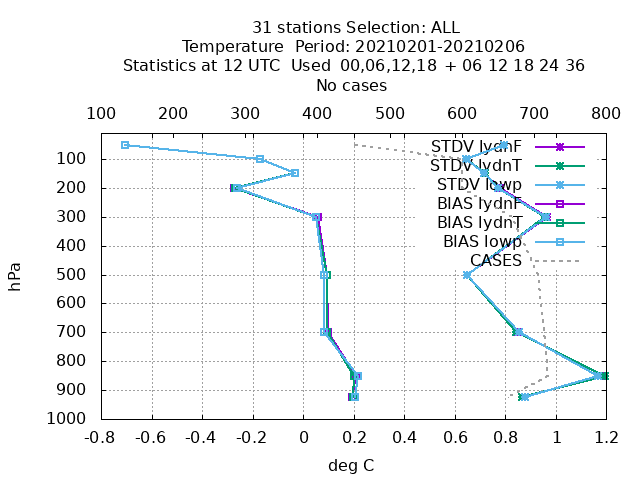 31 stations Selection: ALL
Temperature  Period: 20210201-20210206
Statistics at 12 UTC  Used  00,06,12,18  + 06 12 18 24 36
No cases
100 200 300 400 500 600 700 800
STDV lydnF
STDV lydnT
STDV lowp
BIAS lydnF
BIAS lydnT
BIAS lowp
CASES
100
200
300
400
500
600
700
800
900
1000
hPa
-0.8 -0.6 -0.4 -0.2 0 0.2 0.4 0.6 0.8 1 1.2
deg C